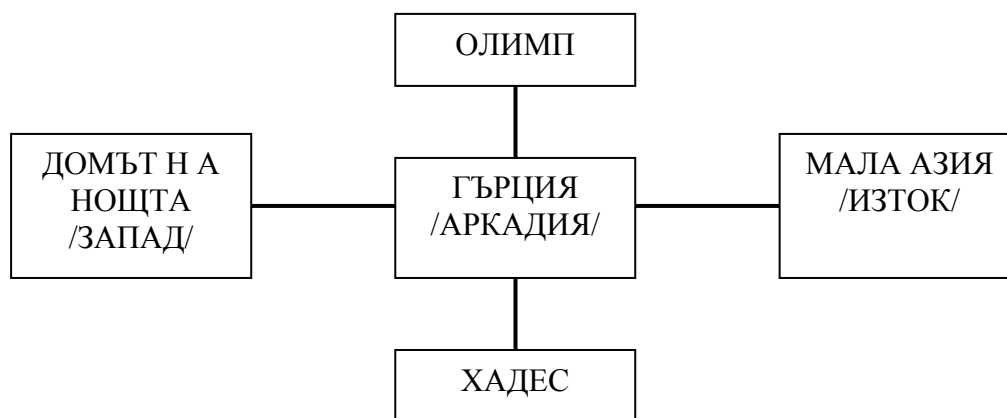 ОЛИМП
ДОМЪТ Н А
НОЩТА
/ЗАПАД/
ГЪРЦИЯ
/АРКАДИЯ/
МАЛА АЗИЯ
/ИЗТОК/
ХАДЕС